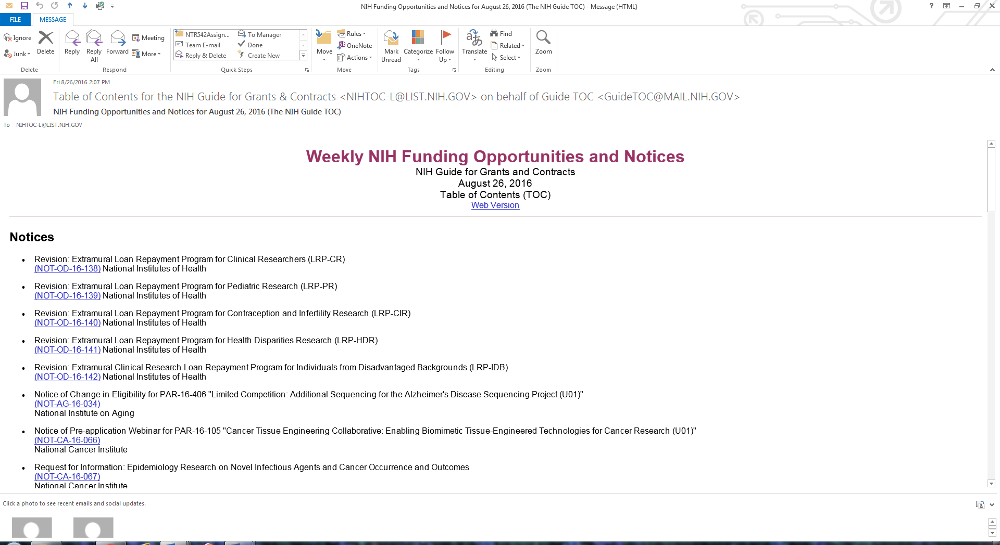 NIH Funding Opportunities and Notices for August 26, 2016 (The NIH Guide TOC) - Message (HTML)
?
FILE
MESSAGE
Ignore
Junk
Delete
Delete
Reply
Reply All
Forward
Meeting
More
Respond
NTR542Assign...
Team E-mail
Reply & Delete
To Manager
Done
Create New
Quick Steps
Move
Rules
OneNote
Actions
Move
Mark Unread
Categorize
Follow Up
Tags
Translate
Find
Related
Select
Editing
Zoom
Zoom
Fri 8/26/2016 2:07 PM
Table of Contents for the NIH Guide for Grants & Contracts <NIHTOC-L@LIST.NIH.GOV> on behalf of Guide TOC <GuideTOC@MAIL.NIH.GOV>
NIH Funding Opportunities and Notices for August 26, 2016 (The NIH Guide TOC)
To NIHTOC-L@LIST.NIH.GOV
Weekly NIH Funding Opportunities and Notices
NIH Guide for Grants and Contracts
August 26, 2016
Table of Contents (TOC)
Web Version
Notices
• Revision: Extramural Loan Repayment Program for Clinical Researchers (LRP-CR)
(NOT-OD-16-138) National Institutes of Health
• Revision: Extramural Loan Repayment Program for Pediatric Research (LRP-PR)
(NOT-OD-16-139) National Institutes of Health
• Revision: Extramural Loan Repayment Program for Contraception and Infertility Research (LRP-CIR)
(NOT-OD-16-140) National Institutes of Health
• Revision: Extramural Loan Repayment Program for Health Disparities Research (LRP-HDR)
(NOT-OD-16-141) National Institutes of Health
• Revision: Extramural Clinical Research Loan Repayment Program for Individuals from Disadvantaged Backgrounds (LRP-IDB)
(NOT-OD-16-142) National Institutes of Health
• Notice of Change in Eligibility for PAR-16-406 "Limited Competition: Additional Sequencing for the Alzheimer's Disease Sequencing Project (U01)"
(NOT-AG-16-034)
National Institute on Aging
• Notice of Pre-application Webinar for PAR-16-105 "Cancer Tissue Engineering Collaborative: Enabling Biomimetic Tissue-Engineered Technologies for Cancer Research (U01)"
(NOT-CA-16-066)
National Cancer Institute
• Request for Information: Epidemiology Research on Novel Infectious Agents and Cancer Occurrence and Outcomes
(NOT-CA-16-067)
National Cancer Institute
Click a photo to see recent emails and social updates.